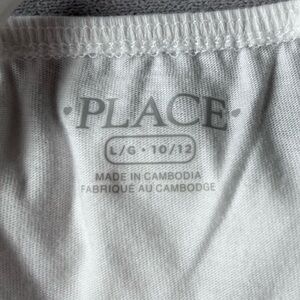 PLACE
L/G • 10/12
MADE IN CAMBODIA
FABRIQUÉ AU CAMBODGE